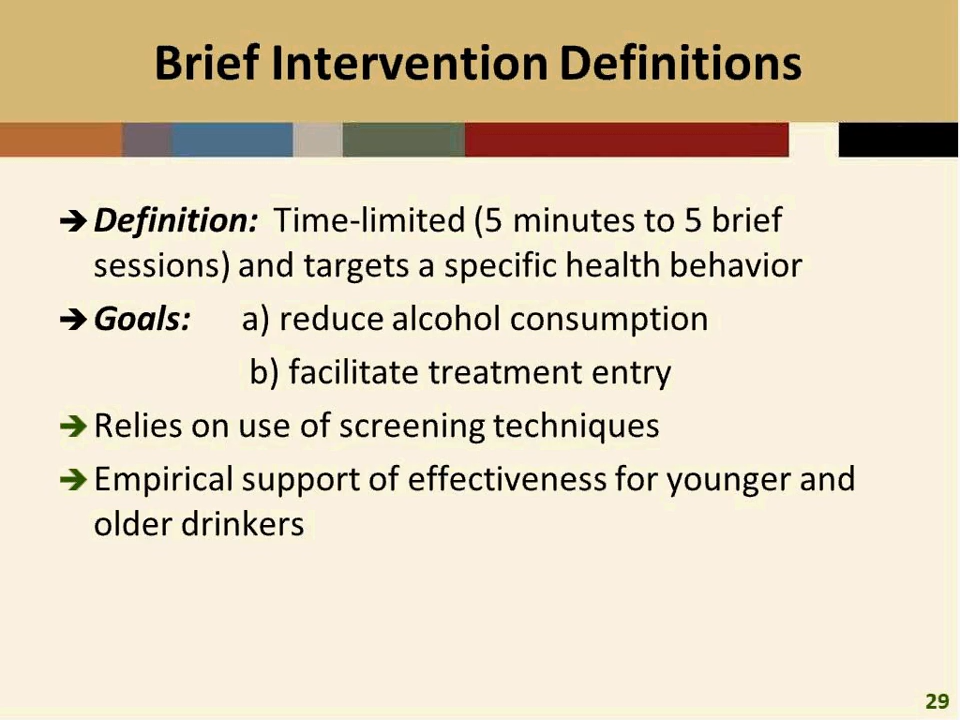 Brief Intervention Definitions
➔ Definition: Time-limited (5 minutes to 5 brief
sessions) and targets a specific health behavior
➔ Goals: a) reduce alcohol consumption
b) facilitate treatment entry
➔ Relies on use of screening techniques
➔ Empirical support of effectiveness for younger and
older drinkers
29